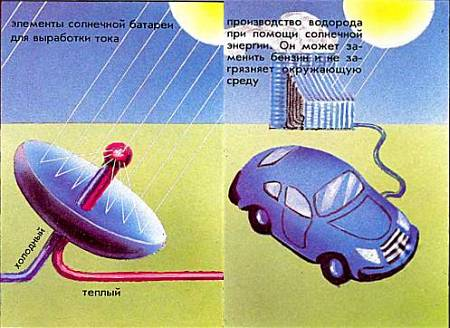 элементы солнечной батареи
для выработки тока
холодный
теплый
производство водорода
при помощи солнечной
энергии. Он может за-
менить бензин и не за-
грязняет окружающую
среду